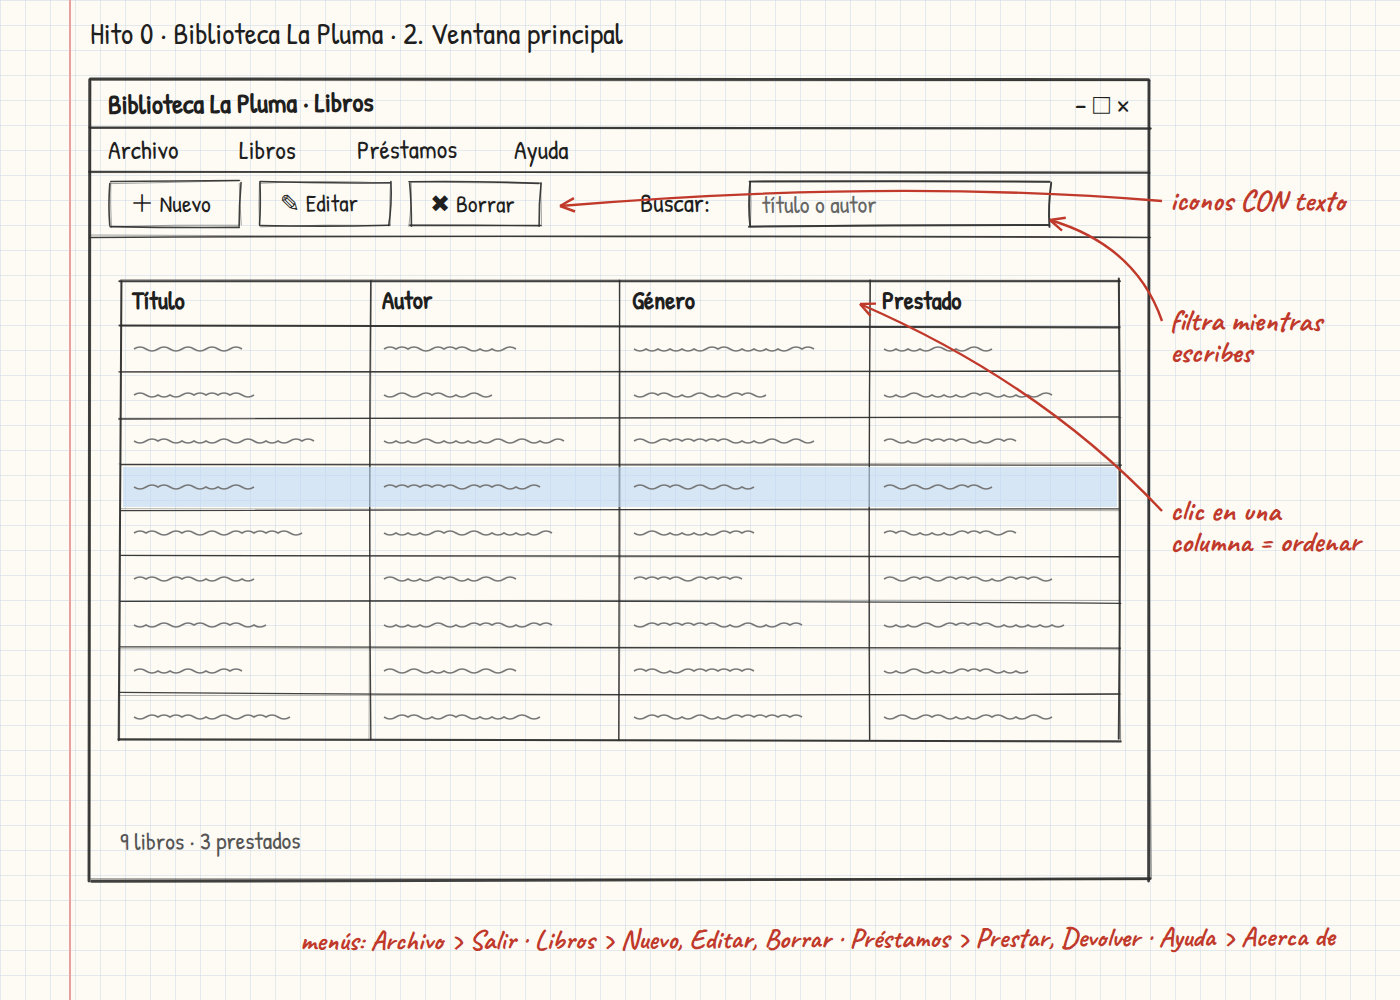 Hito 0 · Biblioteca La Pluma · 2. Ventana principal
Biblioteca La Pluma · Libros
– □ ×
Archivo Libros Préstamos Ayuda
+ Nuevo ✎ Editar ✖ Borrar Buscar: título o autor
iconos CON texto
filtra mientras
escribes
Título Autor Género Prestado
clic en una
columna = ordenar
9 libros · 3 prestados
menús: Archivo > Salir · Libros > Nuevo, Editar, Borrar · Préstamos > Prestar, Devolver · Ayuda > Acerca de